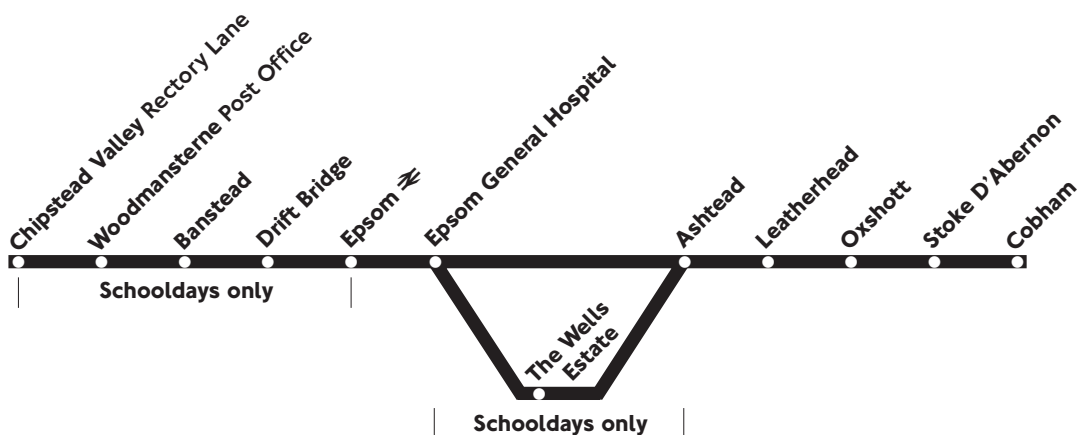 Chipstead Valley Rectory Lane
Woodmansterne Post Office
Banstead
Drift Bridge
Epsom
Epsom General Hospital
Ashtead
Leatherhead
Oxshott
Stoke D'Abernon
Cobham
Schooldays only
The Wells
Estate
Schooldays only